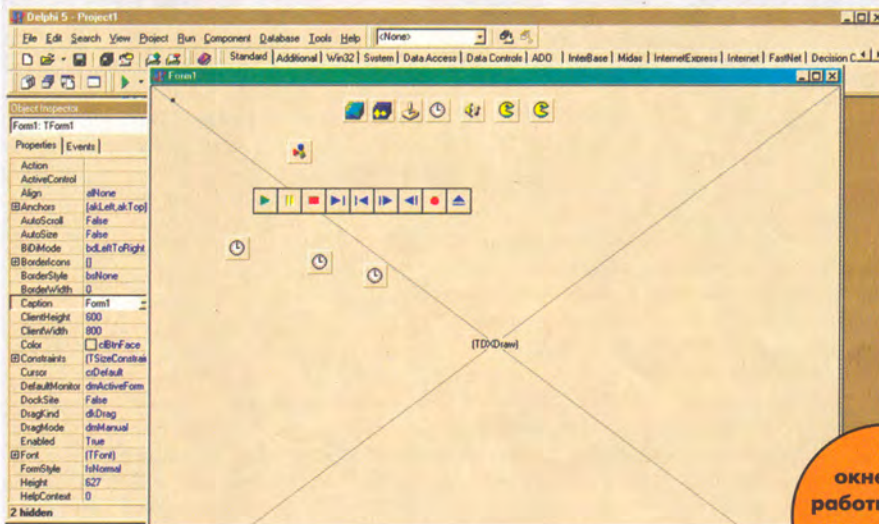 Delphi 5 - Project1
File Edit Search View Project Run Component Database Tools Help <None>
Standard Additional Win32 System Data Access Data Controls ADO InterBase Midas InternetExpress Internet FastNet Decision C
Form1
Object Inspector
Form1: TForm1
Properties Events
Action
ActiveControl
Align alNone
Anchors [akLeft,akTop]
AutoScroll False
AutoSize False
BiDiMode bdLeftToRight
BorderIcons []
BorderStyle bsNone
BorderWidth 0
Caption Form1
ClientHeight 600
ClientWidth 800
Color clBtnFace
Constraints (TSizeConstrai
Cursor crDefault
DefaultMonitor dmActiveForm
DockSite False
DragKind dkDrag
DragMode dmManual
Enabled True
Font (TFont)
FormStyle fsNormal
Height 627
HelpContext 0
2 hidden
(TDXDraw)
окно
работы